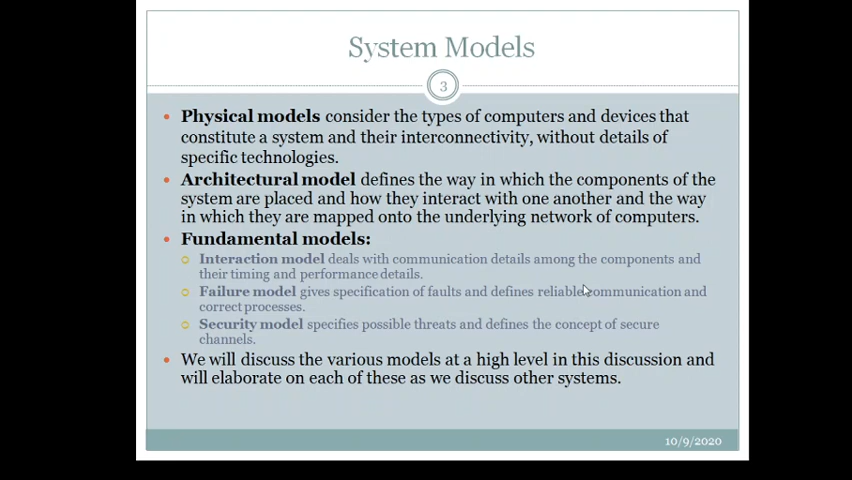 System Models
3
Physical models consider the types of computers and devices that
constitute a system and their interconnectivity, without details of
specific technologies.
Architectural model defines the way in which the components of the
system are placed and how they interact with one another and the way
in which they are mapped onto the underlying network of computers.
Fundamental models:
Interaction model deals with communication details among the components and
their timing and performance details.
Failure model gives specification of faults and defines reliable communication and
correct processes.
Security model specifies possible threats and defines the concept of secure
channels.
We will discuss the various models at a high level in this discussion and
will elaborate on each of these as we discuss other systems.
10/9/2020